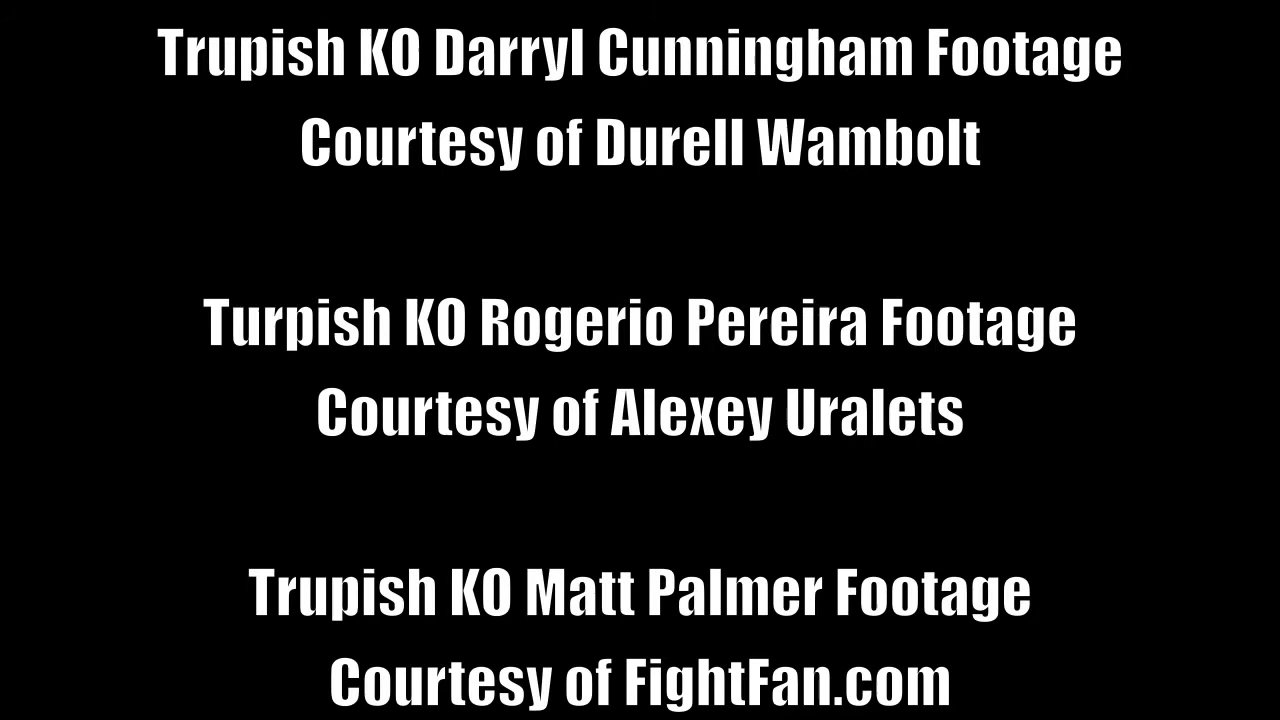 Trupish KO Darryl Cunningham Footage
Courtesy of Durell Wambolt
Turpish KO Rogerio Pereira Footage
Courtesy of Alexey Uralets
Trupish KO Matt Palmer Footage
Courtesy of FightFan.com